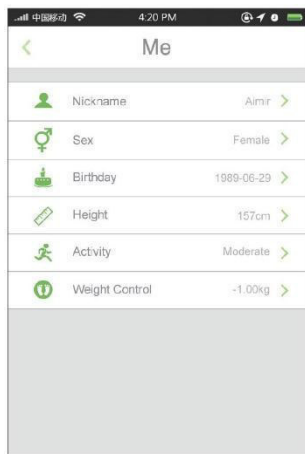 中国移动 4:20 PM
Me
Nickname Aimir
Sex Female
Birthday 1989-06-29
Height 157cm
Activity Moderate
Weight Control -1.00kg